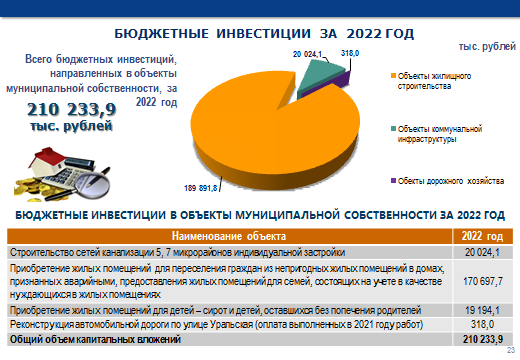 БЮДЖЕТНЫЕ ИНВЕСТИЦИИ ЗА 2022 ГОД
тыс. рублей
Всего бюджетных инвестиций,
направленных в объекты
муниципальной собственности, за
2022 год
210 233,9
тыс. рублей
20 024,1
318,0
189 891,8
Объекты жилищного
строительства
Объекты коммунальной
инфраструктуры
Обекты дорожного хозяйства
БЮДЖЕТНЫЕ ИНВЕСТИЦИИ В ОБЪЕКТЫ МУНИЦИПАЛЬНОЙ СОБСТВЕННОСТИ ЗА 2022 ГОД
Наименование объекта 2022 год
Строительство сетей канализации 5, 7 микрорайонов индивидуальной застройки 20 024,1
Приобретение жилых помещений для переселения граждан из непригодных жилых помещений в домах,
признанных аварийными, предоставления жилых помещений для семей, состоящих на учете в качестве 170 697,7
нуждающихся в жилых помещениях
Приобретение жилых помещений для детей – сирот и детей, оставшихся без попечения родителей 19 194,1
Реконструкция автомобильной дороги по улице Уральская (оплата выполненных в 2021 году работ) 318,0
Общий объем капитальных вложений 210 233,9
23